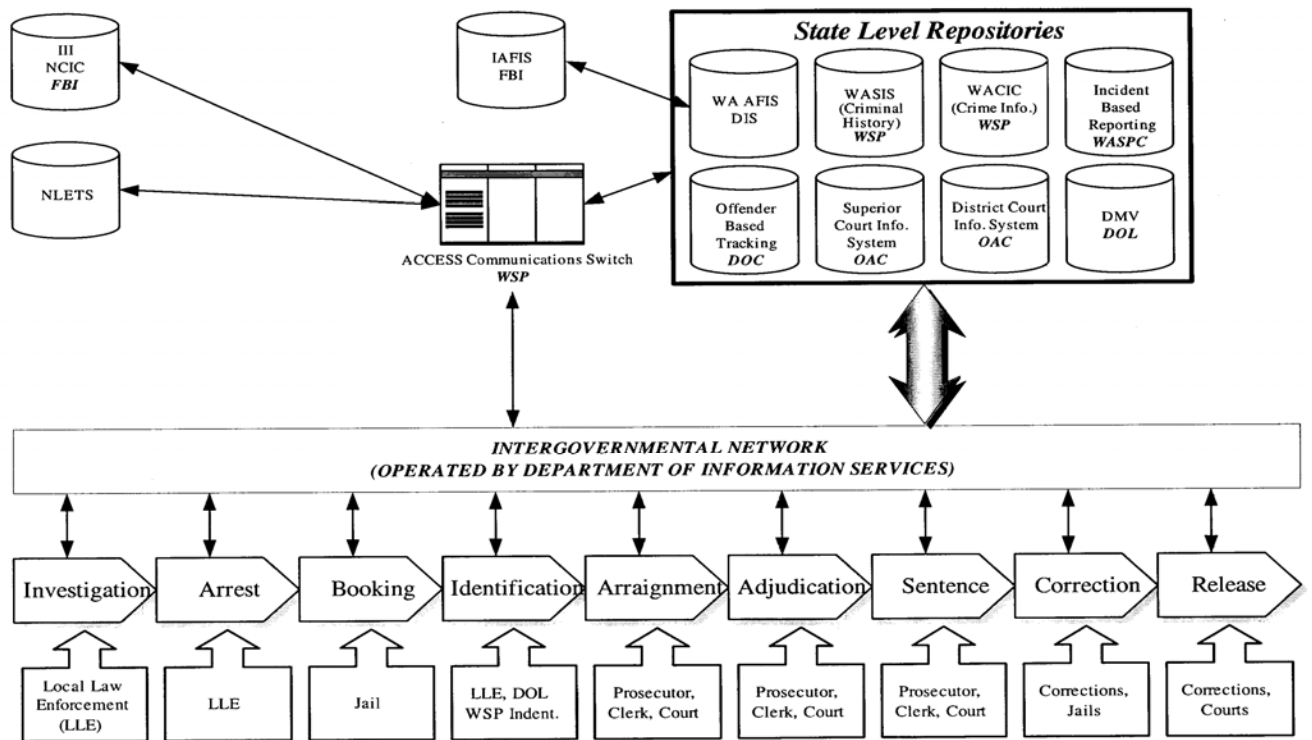 III
NCIC
FBI
NLETS
IAFIS
FBI
ACCESS Communications Switch
WSP
State Level Repositories
WA AFIS
DIS
WASIS
(Criminal
History)
WSP
WACIC
(Crime Info.)
WSP
Incident
Based
Reporting
WASPC
Offender
Based
Tracking
DOC
Superior
Court Info.
System
OAC
District Court
Info. System
OAC
DMV
DOL
INTERGOVERNMENTAL NETWORK
(OPERATED BY DEPARTMENT OF INFORMATION SERVICES)
Investigation
Arrest
Booking
Identification
Arraignment
Adjudication
Sentence
Correction
Release
Local Law
Enforcement
(LLE)
LLE
Jail
LLE, DOL
WSP Indent.
Prosecutor,
Clerk, Court
Prosecutor,
Clerk, Court
Prosecutor,
Clerk, Court
Corrections,
Jails
Corrections,
Courts